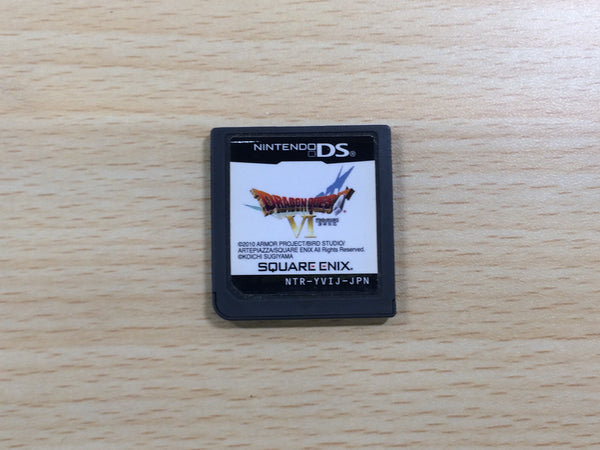 NINTENDO DS®
DRAGON QUEST
VI
©2010 ARMOR PROJECT/BIRD STUDIO/
ARTEPIAZZA/SQUARE ENIX All Rights Reserved.
©KOICHI SUGIYAMA
SQUARE ENIX.
NTR-YVIJ-JPN